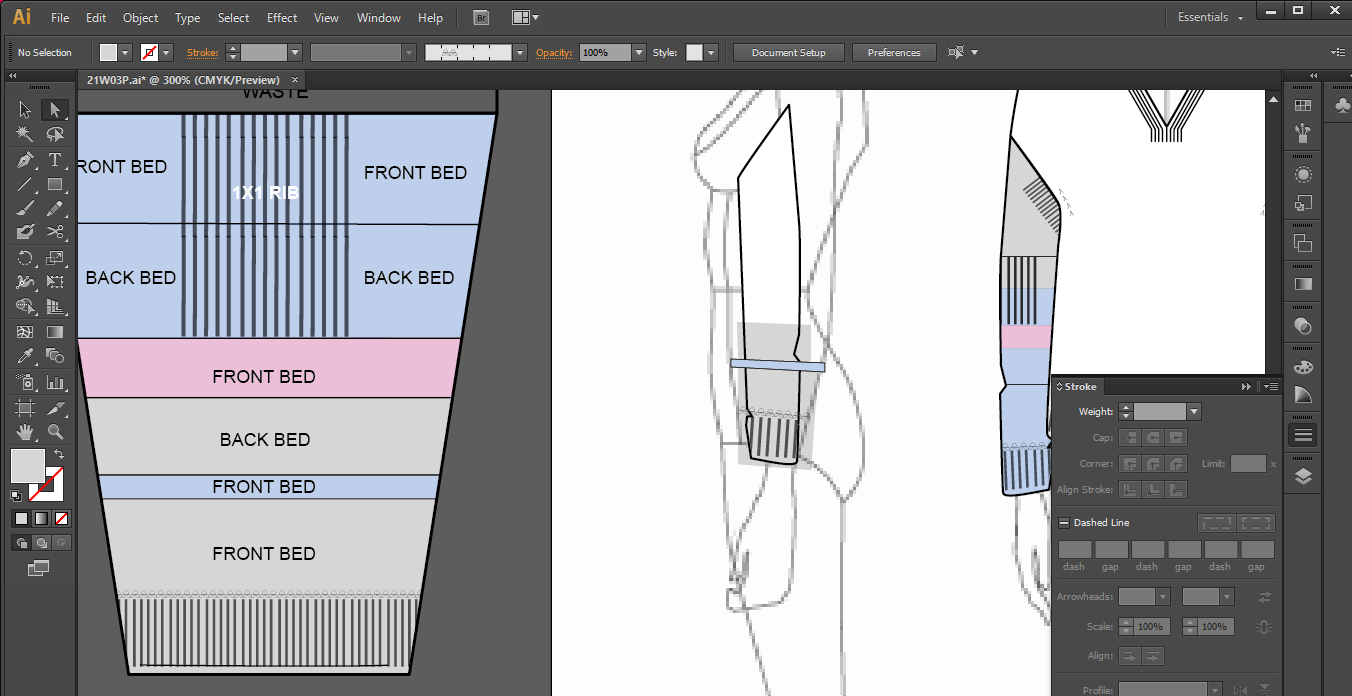 Ai File Edit Object Type Select Effect View Window Help Br Essentials
No Selection Stroke: Opacity: 100% Style: Document Setup Preferences
21W03P.ai* @ 300% (CMYK/Preview) ×
WASTE
RONT BED 1X1 RIB FRONT BED
BACK BED BACK BED
FRONT BED
BACK BED
FRONT BED
FRONT BED
Stroke
Weight:
Cap:
Corner: Limit: x
Align Stroke:
Dashed Line
dash gap dash gap dash gap
Arrowheads:
Scale: 100% 100%
Align:
Profile: